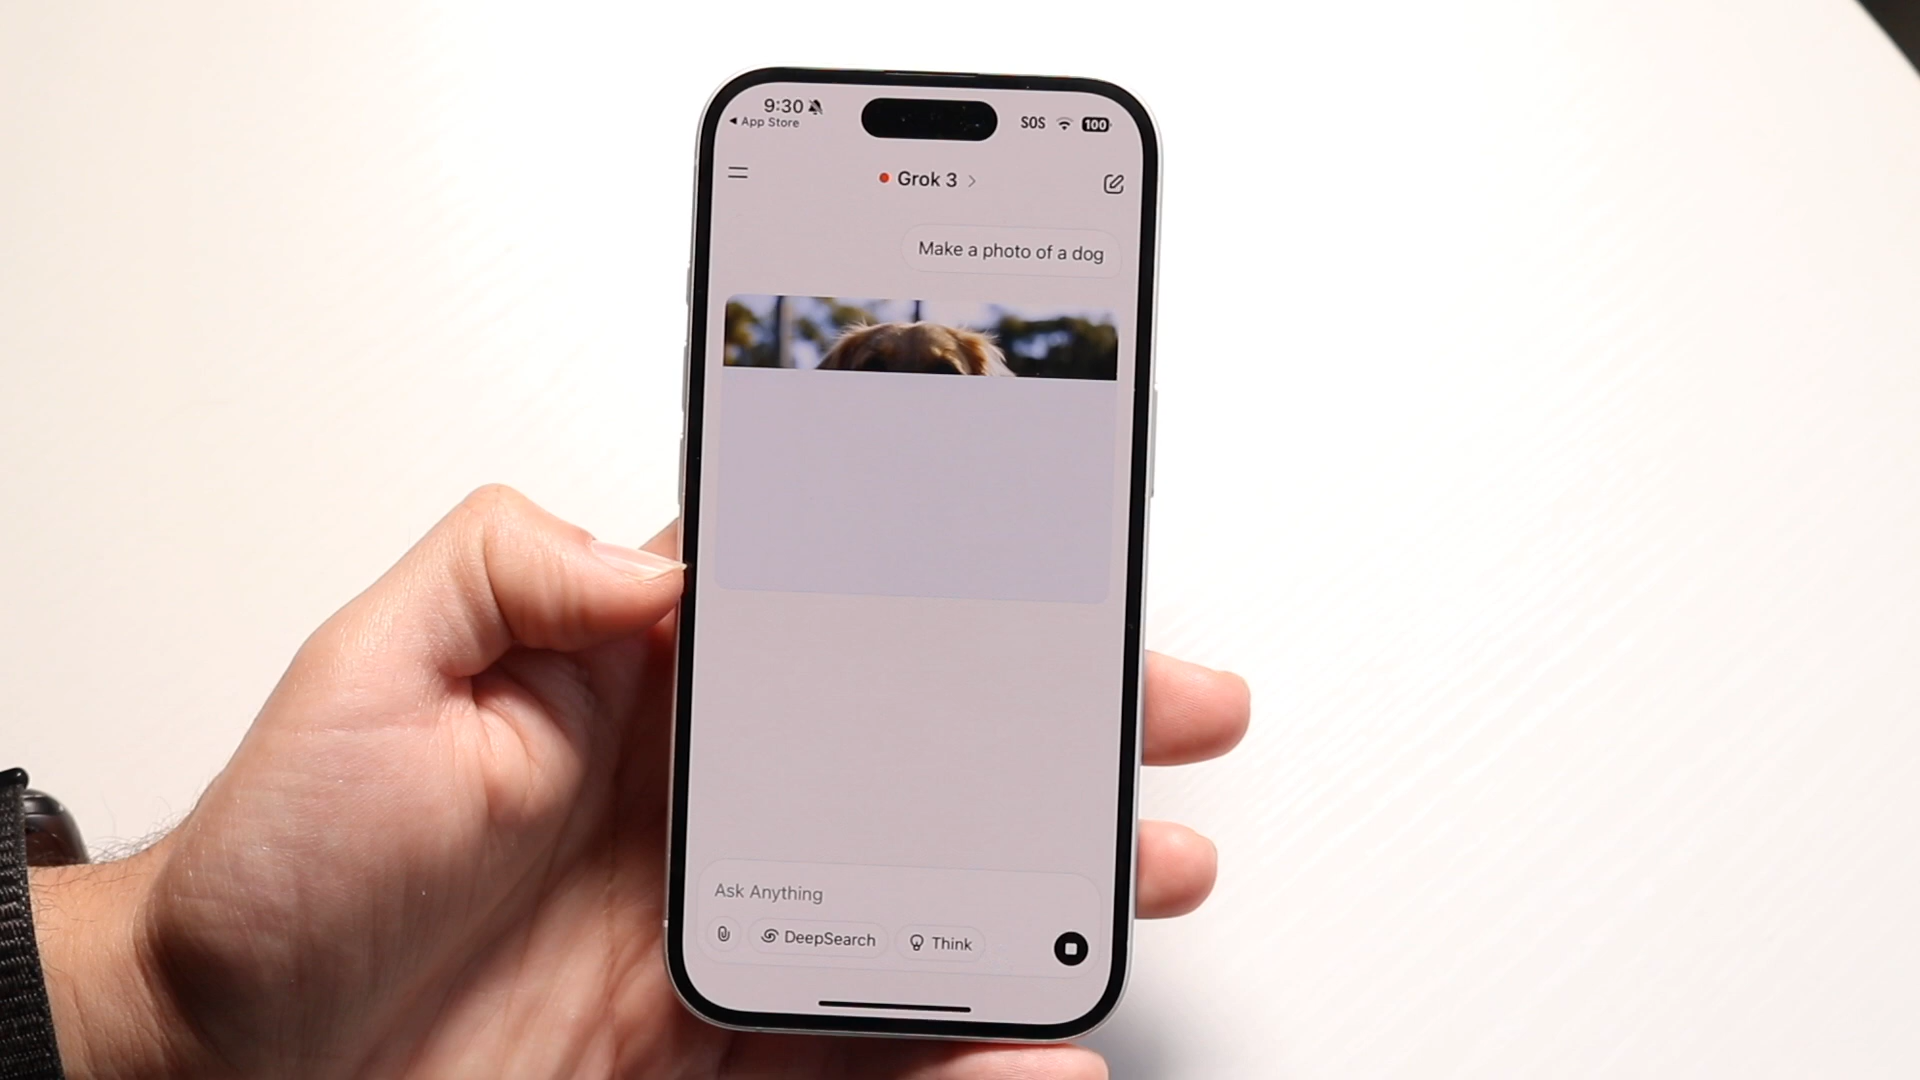 9:30
App Store
SOS
100
Grok 3
Make a photo of a dog
Ask Anything
DeepSearch
Think